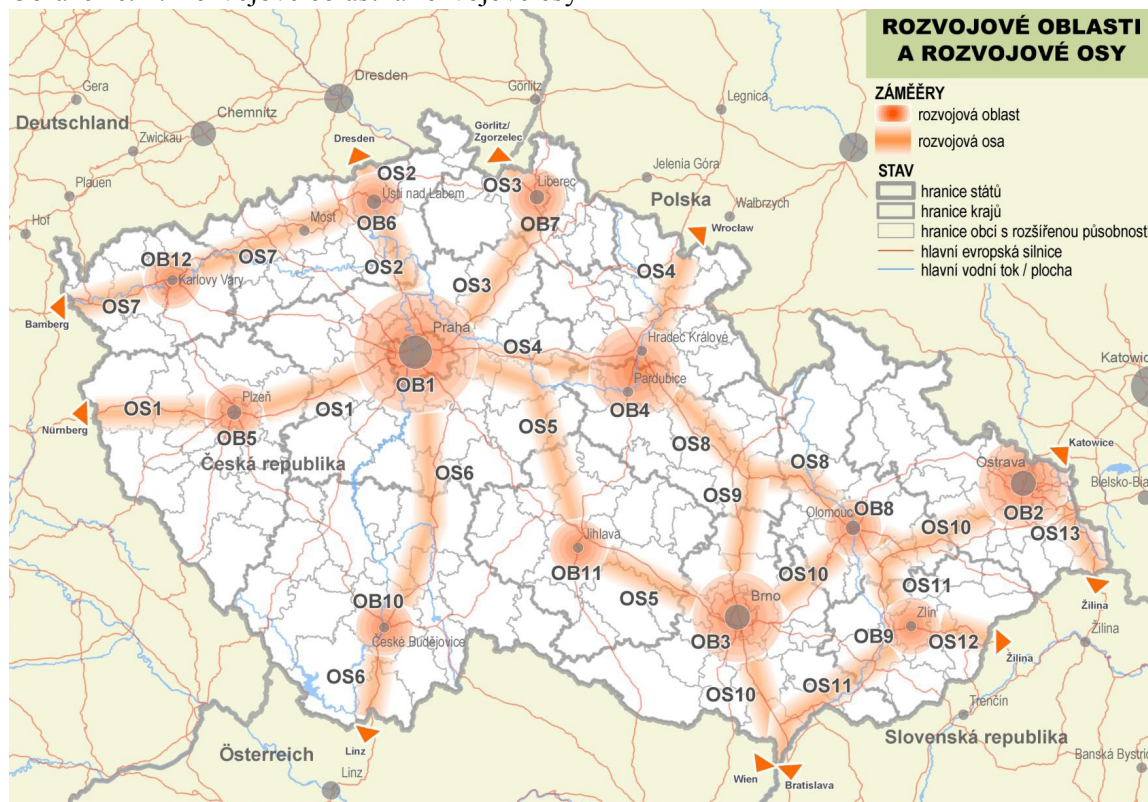 ROZVOJOVÉ OBLASTI
A ROZVOJOVÉ OSY
ZÁMĚĚRY
rozvojová oblast
rozvojová osa
STAV
hranice států
hranice krajů
hranice obcí s rozšířenou působnost
hlavní evropská silnice
hlavní vodní tok / plocha
Gera
Dresden
Görlitz
Legnica
Deutschland
Chemnitz
Zwickau
Dresden
Görlitz/
Zgorzelec
Jelenia Góra
Plauen
OS2
OS3
Liberec
Ústí nad Labem
Polska
Wałbrzych
Hof
Most
OB6
OB7
Wrocław
OB12
OS7
OS2
OS3
OS4
Karlovy Vary
OS7
Bamberg
Praha
OS4
Hradec Králové
Katowice
OB1
Pardubice
OB4
Plzeň
OS1
OS1
Nürnberg
OB5
OS5
OS8
Katowice
Česká republika
OS6
OS8
Ostrava
Bielsko-Bia
OS9
OB8
OB2
Olomouc
OS10
OS13
Jihlava
OB11
OS10
OS11
Žilina
OB10
OS5
Brno
Zlín
České Budějovice
OB3
OB9
OS12
Žilina
Žilina
OS6
OS10
OS11
Trenčín
Slovenská republika
Österreich
Linz
Linz
Wien
Bratislava
Banská Bystric